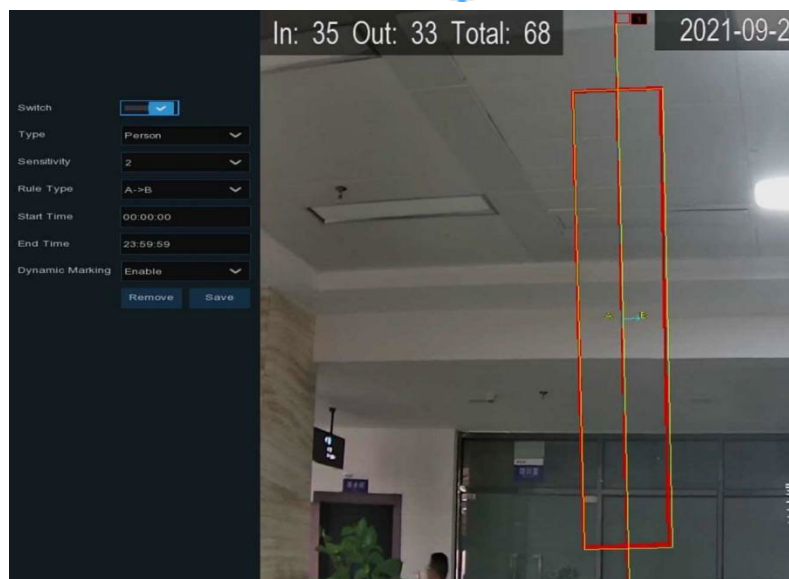 In: 35 Out: 33 Total: 68
2021-09-2
Switch
Type Person
Sensitivity 2
Rule Type A->B
Start Time 00:00:00
End Time 23:59:59
Dynamic Marking Enable
Remove Save
A B